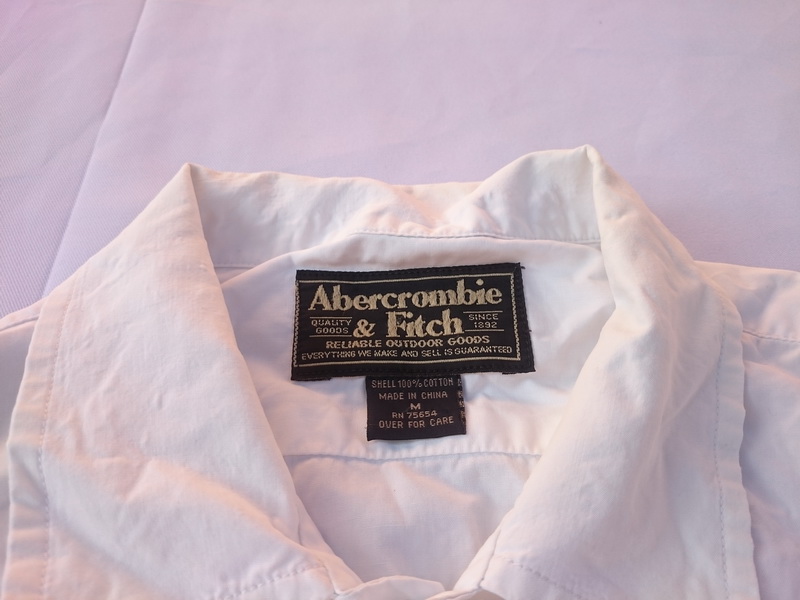 Abercrombie
& Fitch
QUALITY
GOODS
SINCE
1892
RELIABLE OUTDOOR GOODS
EVERYTHING WE MAKE AND SELL IS GUARANTEED
SHELL 100% COTTON
MADE IN CHINA
M
RN 75654
OVER FOR CARE